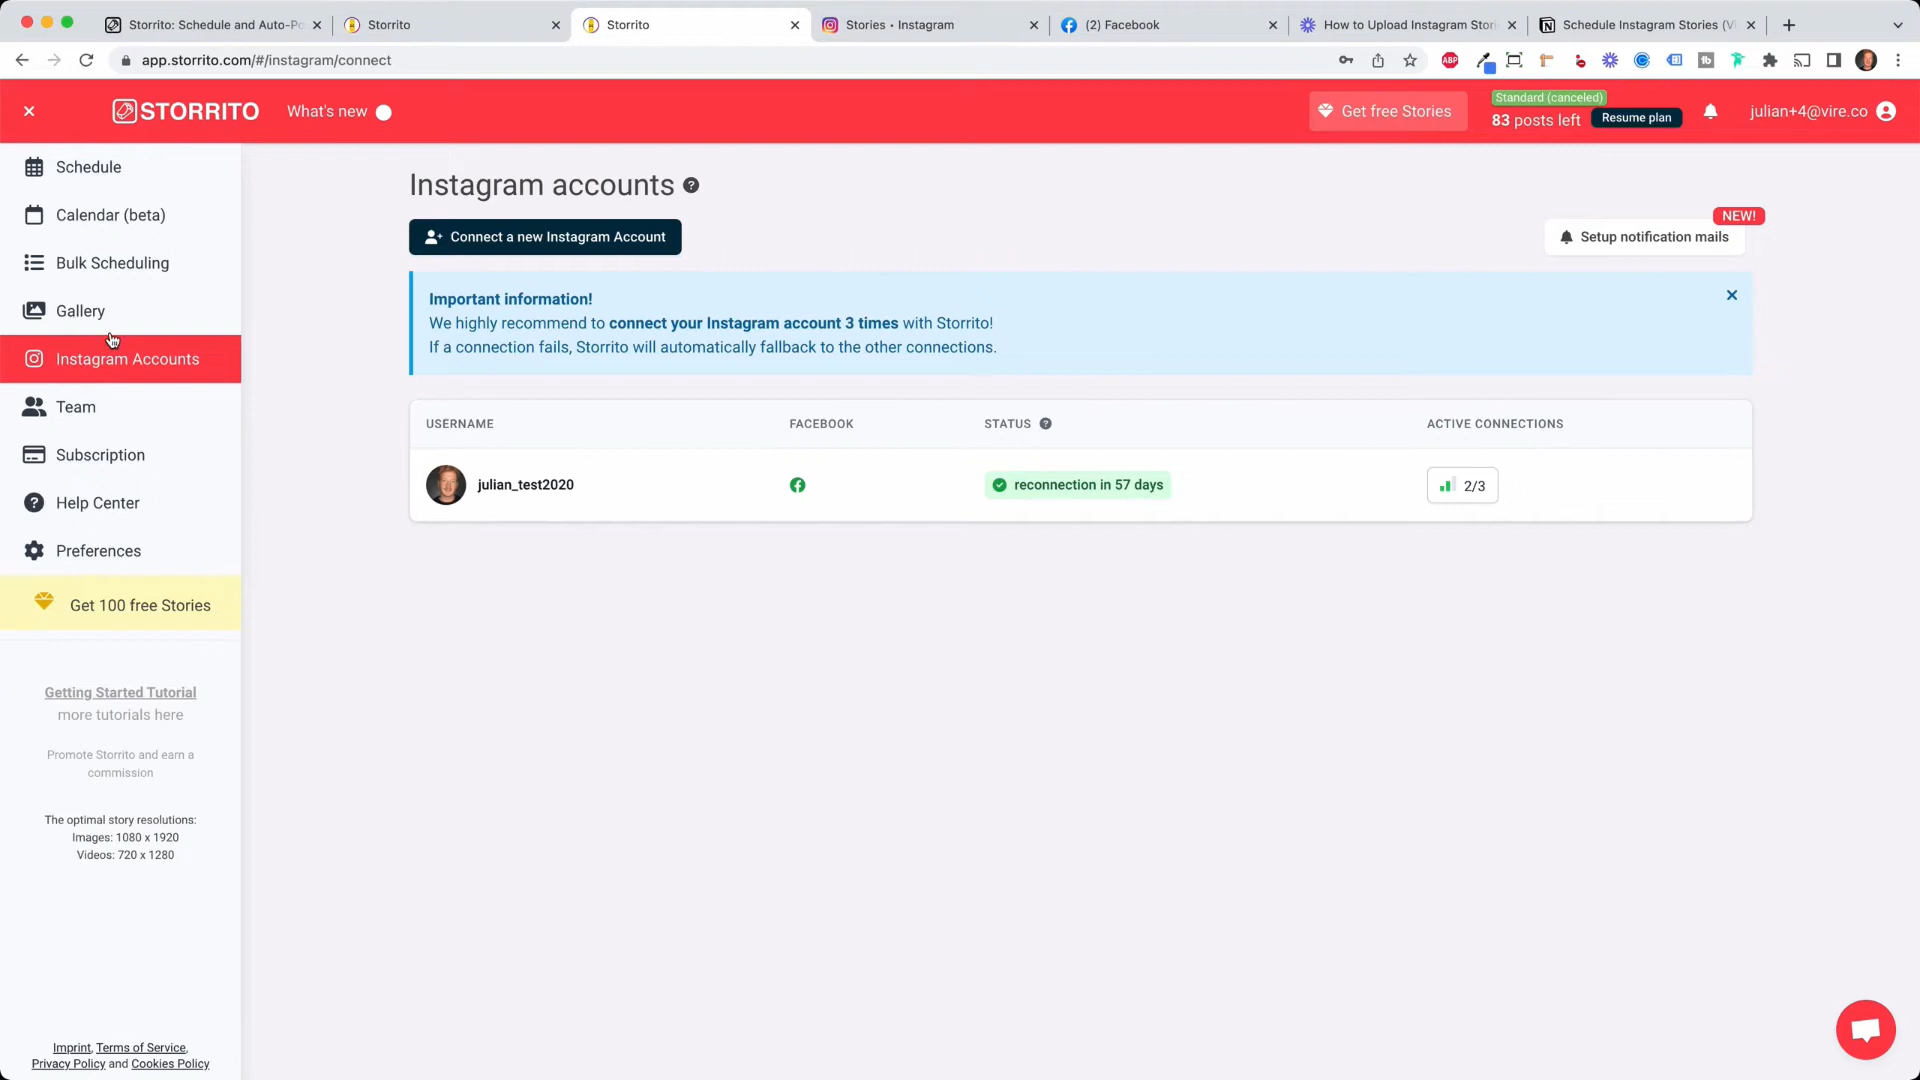 Storrito: Schedule and Auto-Po
Storrito
Storrito
Stories • Instagram
(2) Facebook
How to Upload Instagram Stori
Schedule Instagram Stories (Vi
app.storrito.com/#/instagram/connect
STORRITO
What's new
Get free Stories
Standard (canceled)
83 posts left
Resume plan
julian+4@vire.co
Schedule
Calendar (beta)
Bulk Scheduling
Gallery
Instagram Accounts
Team
Subscription
Help Center
Preferences
Get 100 free Stories
Getting Started Tutorial
more tutorials here
Promote Storrito and earn a
commission
The optimal story resolutions:
Images: 1080 x 1920
Videos: 720 x 1280
Imprint, Terms of Service,
Privacy Policy and Cookies Policy
Instagram accounts
Connect a new Instagram Account
NEW!
Setup notification mails
Important information!
We highly recommend to connect your Instagram account 3 times with Storrito!
If a connection fails, Storrito will automatically fallback to the other connections.
USERNAME FACEBOOK STATUS ACTIVE CONNECTIONS
julian_test2020 reconnection in 57 days 2/3